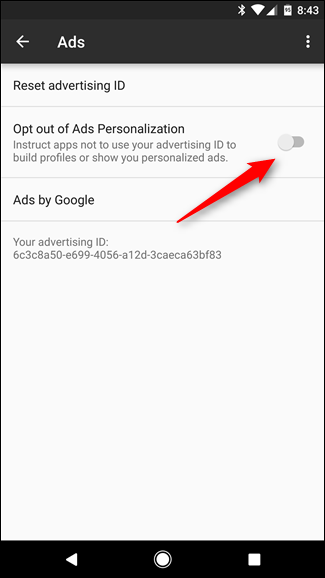 8:43
Ads
Reset advertising ID
Opt out of Ads Personalization
Instruct apps not to use your advertising ID to
build profiles or show you personalized ads.
Ads by Google
Your advertising ID:
6c3c8a50-e699-4056-a12d-3caeca63bf83